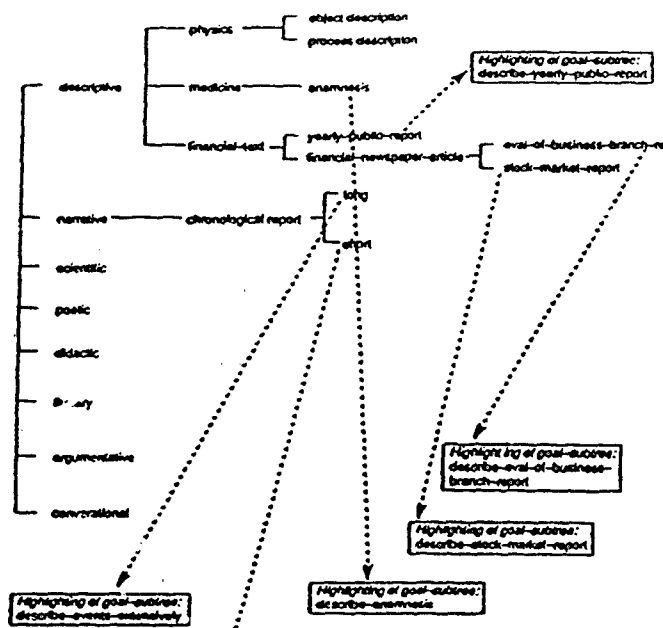 object description
physics
process description
Highlighting of goal-subtree:
describe-yearly-public-report
descriptive
medicine
anamnesis
yearly-public-report
financial-text
financial-newspaper-article
eval-of-business-branch-re
stock-market-report
long
narrative
chronological report
short
scientific
poetic
didactic
argumentative
conversational
Highlighting of goal-subtree:
describe-eval-of-business-
branch-report
Highlighting of goal-subtree:
describe-stock-market-report
Highlighting of goal-subtree:
describe-events-extensively
Highlighting of goal-subtree:
describe-anamnesis